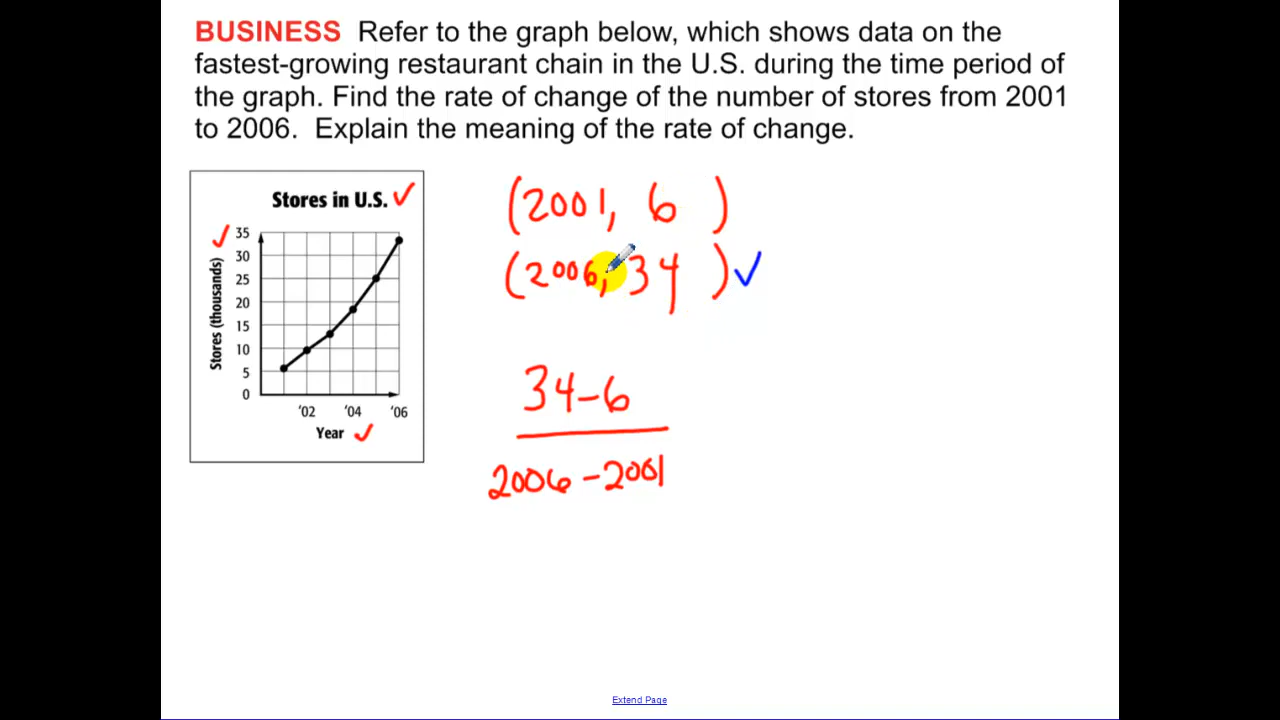 BUSINESS Refer to the graph below, which shows data on the
fastest-growing restaurant chain in the U.S. during the time period of
the graph. Find the rate of change of the number of stores from 2001
to 2006. Explain the meaning of the rate of change.
Stores in U.S.
Stores (thousands)
35
30
25
20
15
10
5
0
'02 '04 '06
Year
(2001, 6 )
(2006, 34 )
34-6
2006-2001
Extend Page